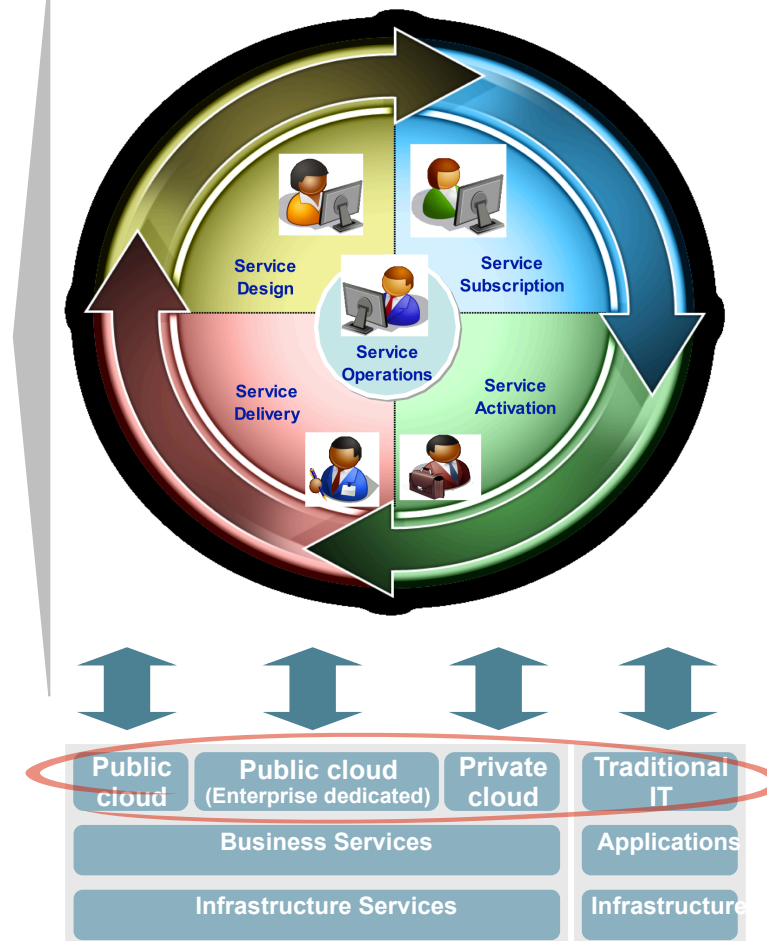 Service
Design
Service
Subscription
Service
Operations
Service
Delivery
Service
Activation
Public
cloud
Public cloud
(Enterprise dedicated)
Private
cloud
Traditional
IT
Business Services
Applications
Infrastructure Services
Infrastructure